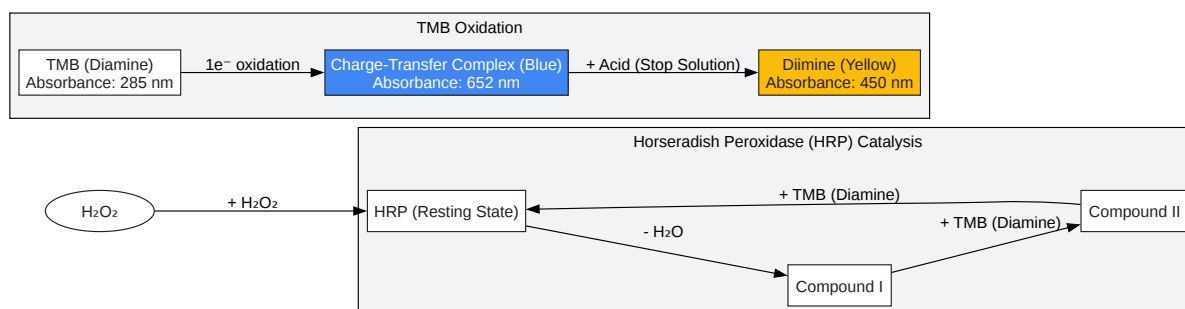 TMB Oxidation
TMB (Diamine)
Absorbance: 285 nm
1e⁻ oxidation
Charge-Transfer Complex (Blue)
Absorbance: 652 nm
+ Acid (Stop Solution)
Diimine (Yellow)
Absorbance: 450 nm
Horseradish Peroxidase (HRP) Catalysis
H₂O₂
+ H₂O₂
HRP (Resting State)
+ TMB (Diamine)
- H₂O
+ TMB (Diamine)
Compound II
Compound I